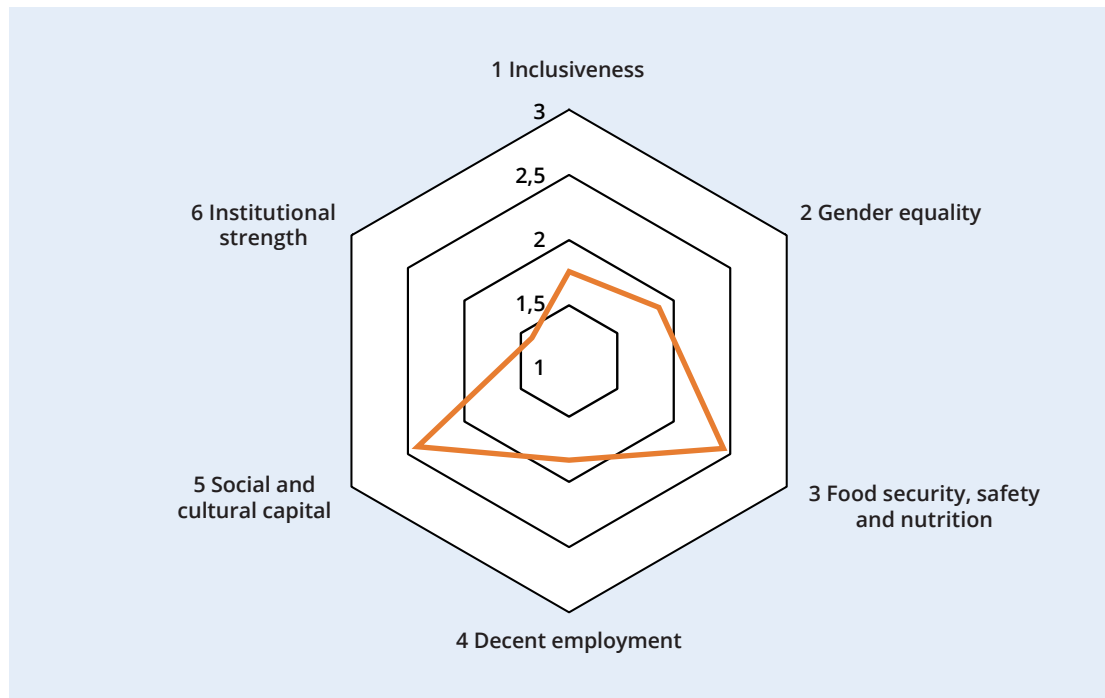 1 Inclusiveness
3
2,5
2
1,5
1
2 Gender equality
3 Food security, safety
and nutrition
4 Decent employment
5 Social and
cultural capital
6 Institutional
strength